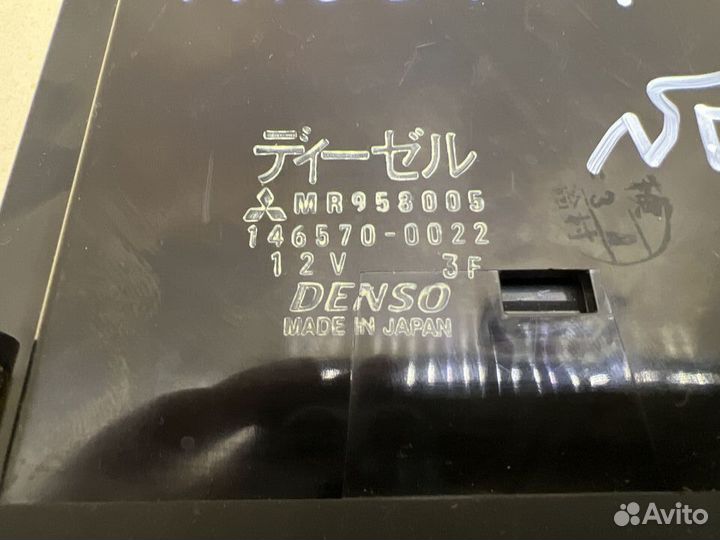 ディーゼル
MR958005
146570-0022
12V 3F
DENSO
MADE IN JAPAN
Avito